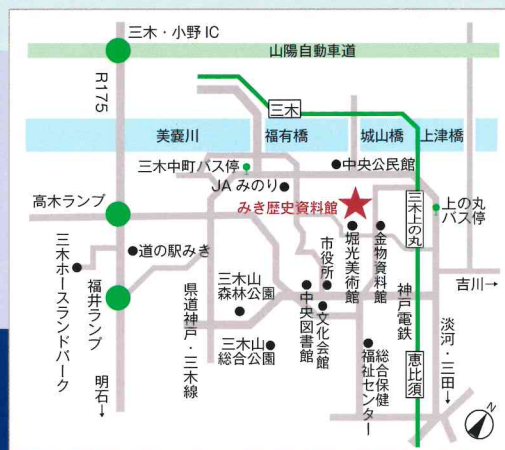 三木・小野IC
山陽自動車道
R175
三木
美嚢川
福有橋
城山橋
上津橋
三木中町バス停
中央公民館
JAみのり
高木ランプ
みき歴史資料館
三木上の丸
上の丸
バス停
道の駅みき
三木ホースランドパーク
福井ランプ
明石→
県道神戸・三木線
三木山
森林公園
三木山
総合公園
市役所
中央図書館
文化会館
堀光美術館
金物資料館
神戸電鉄
吉川→
淡河・三田→
恵比須
総合保健
福祉センター
N